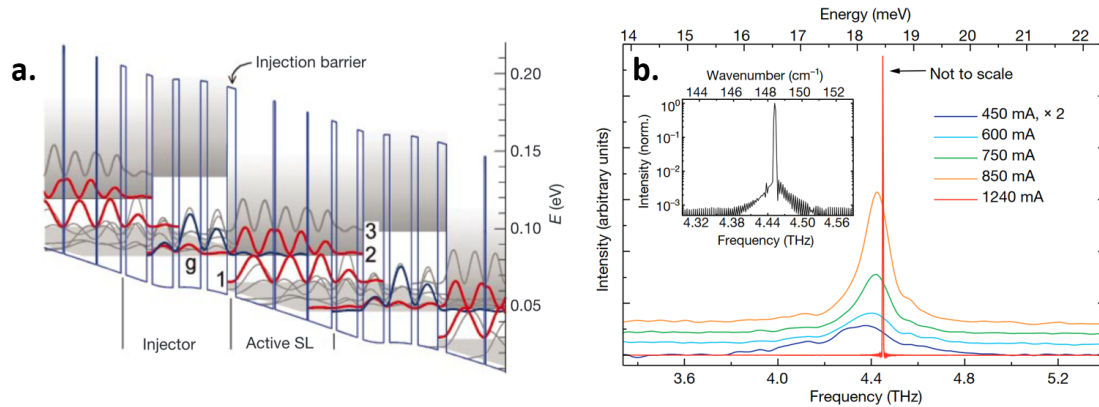 a.
Injection barrier
0.20
0.15
0.10
0.05
E (eV)
3
2
g
1
Injector
Active SL
b.
Energy (meV)
14 15 16 17 18 19 20 21 22
Not to scale
Wavenumber (cm⁻¹)
144 146 148 150 152
10⁰
10⁻¹
10⁻²
10⁻³
Intensity (norm.)
4.32 4.38 4.44 4.50 4.56
Frequency (THz)
450 mA, × 2
600 mA
750 mA
850 mA
1240 mA
Intensity (arbitrary units)
3.6 4.0 4.4 4.8 5.2
Frequency (THz)